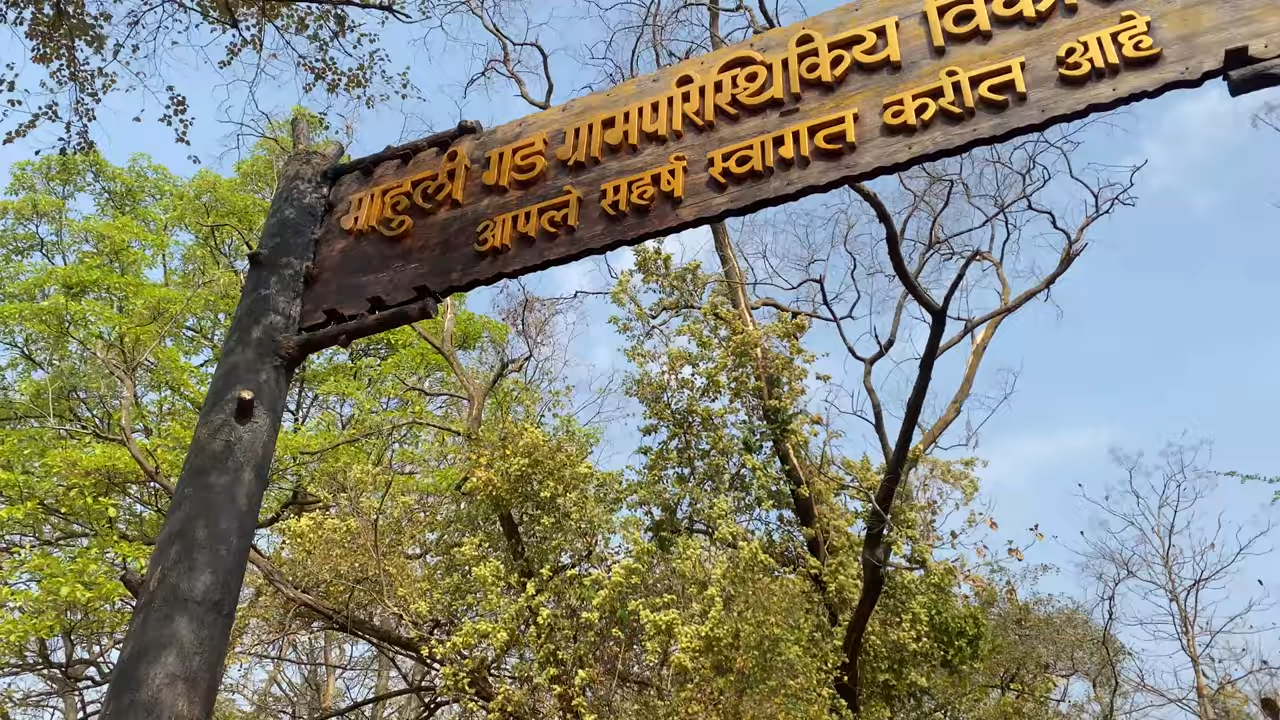 माहुली गड ग्रामपरिस्थिकिय
आपले सहर्ष स्वागत करीत आहे